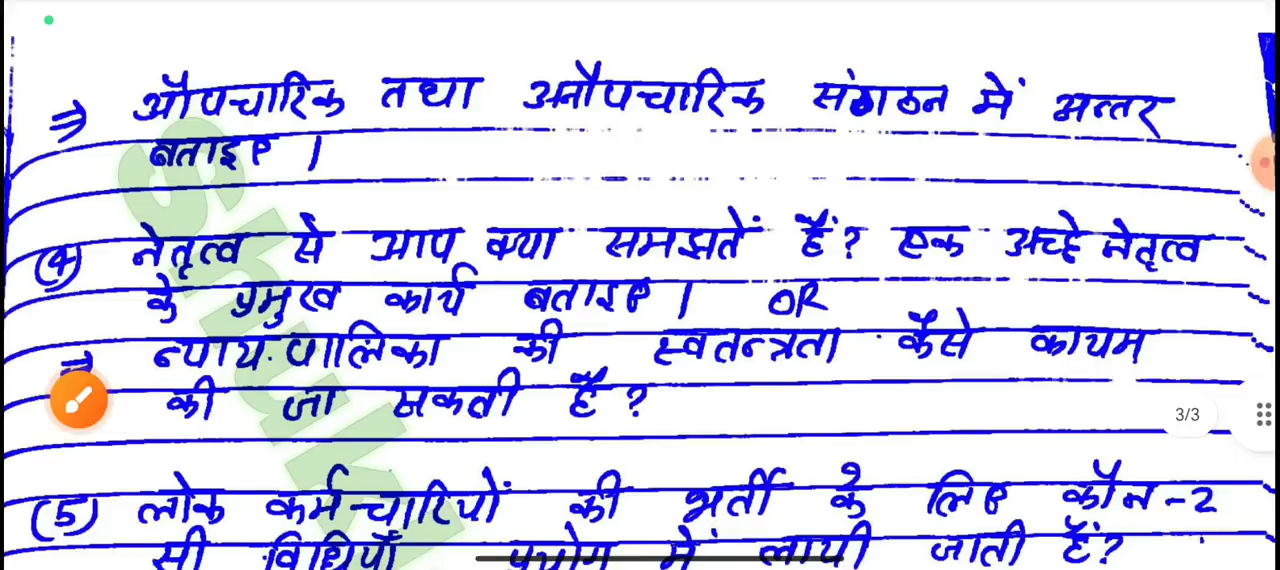 ⇒ औपचारिक तथा अनौपचारिक संगठन में अन्तर
बताइए।
(4) नेतृत्व से आप क्या समझतें हैं? एक अच्छे नेतृत्व
के प्रमुख कार्य बताइए। OR
⇒ न्यायपालिका की स्वतन्त्रता कैसे कायम
की जा सकती है?
3/3
(5) लोक कर्मचारियों की भर्ती के लिए कौन-2
सी विधियाँ प्रयोग में लायी जाती हैं?